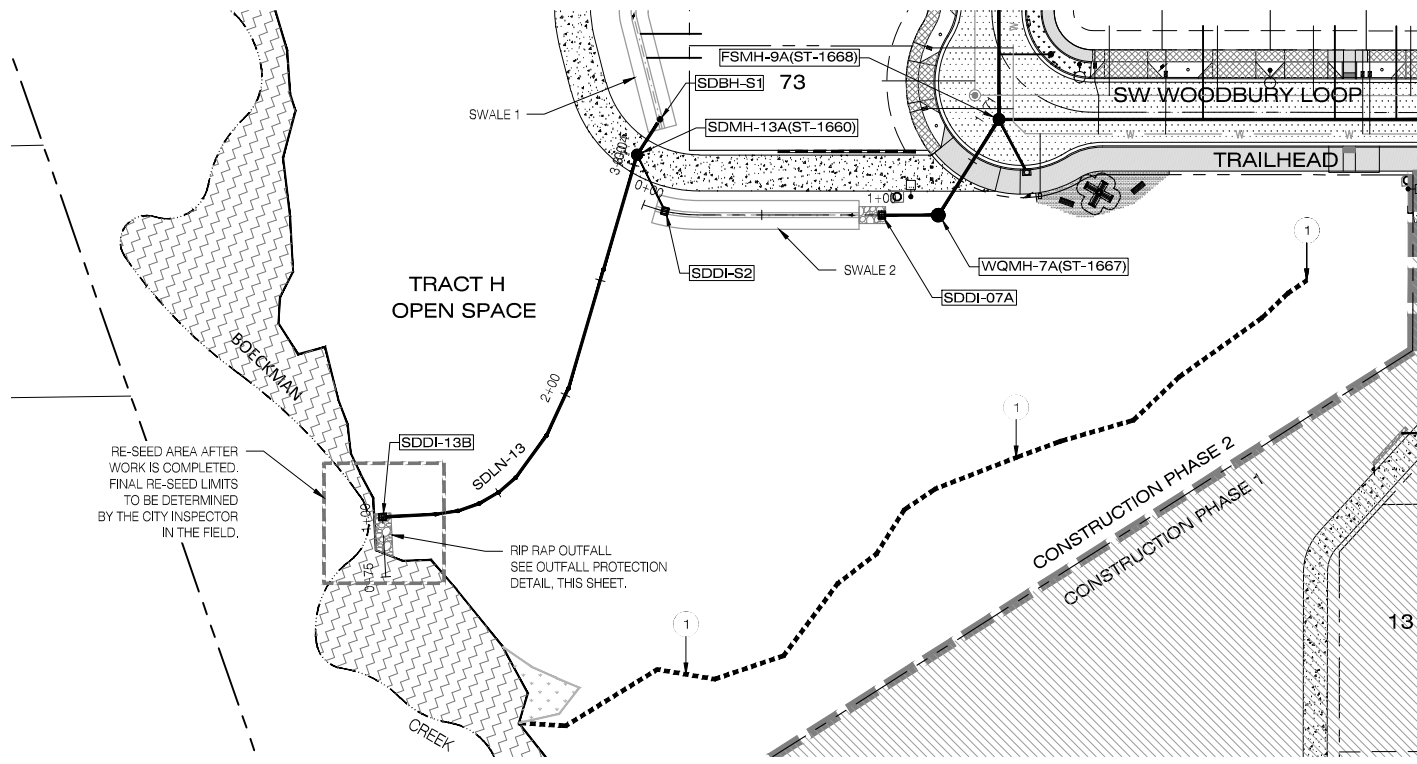 FSMH-9A(ST-1668)
SDBH-S1
73
SW WOODBURY LOOP
SWALE 1
SDMH-13A(ST-1660)
TRAILHEAD
0+00
1+00
W
W
W
W
WQMH-7A(ST-1667)
SDDI-S2
SWALE 2
SDDI-07A
TRACT H
OPEN SPACE
1
BOECKMAN
2+00
1
SDDI-13B
SDLN-13
RE-SEED AREA AFTER
WORK IS COMPLETED.
FINAL RE-SEED LIMITS
TO BE DETERMINED
BY THE CITY INSPECTOR
IN THE FIELD.
1+00
CONSTRUCTION PHASE 2
CONSTRUCTION PHASE 1
RIP RAP OUTFALL
SEE OUTFALL PROTECTION
DETAIL, THIS SHEET.
0+75
1
13
CREEK